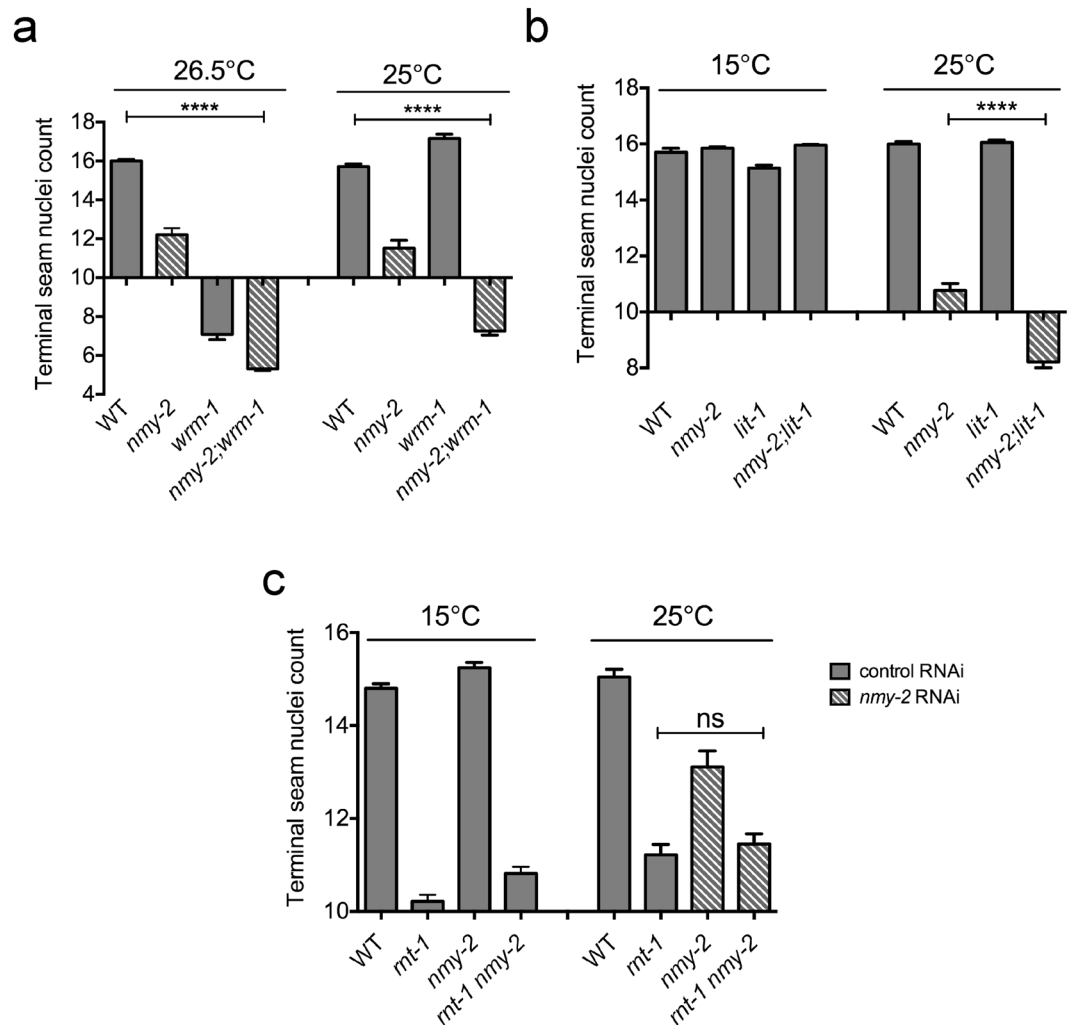 a
26.5°C
25°C
****
****
Terminal seam nuclei count
18
16
14
12
10
8
6
4
WT
nmy-2
wrm-1
nmy-2;wrm-1
WT
nmy-2
wrm-1
nmy-2;wrm-1
b
15°C
25°C
****
Terminal seam nuclei count
18
16
14
12
10
8
WT
nmy-2
lit-1
nmy-2;lit-1
WT
nmy-2
lit-1
nmy-2;lit-1
c
15°C
25°C
ns
Terminal seam nuclei count
16
14
12
10
WT
rnt-1
nmy-2
rnt-1 nmy-2
WT
rnt-1
nmy-2
rnt-1 nmy-2
control RNAi
nmy-2 RNAi